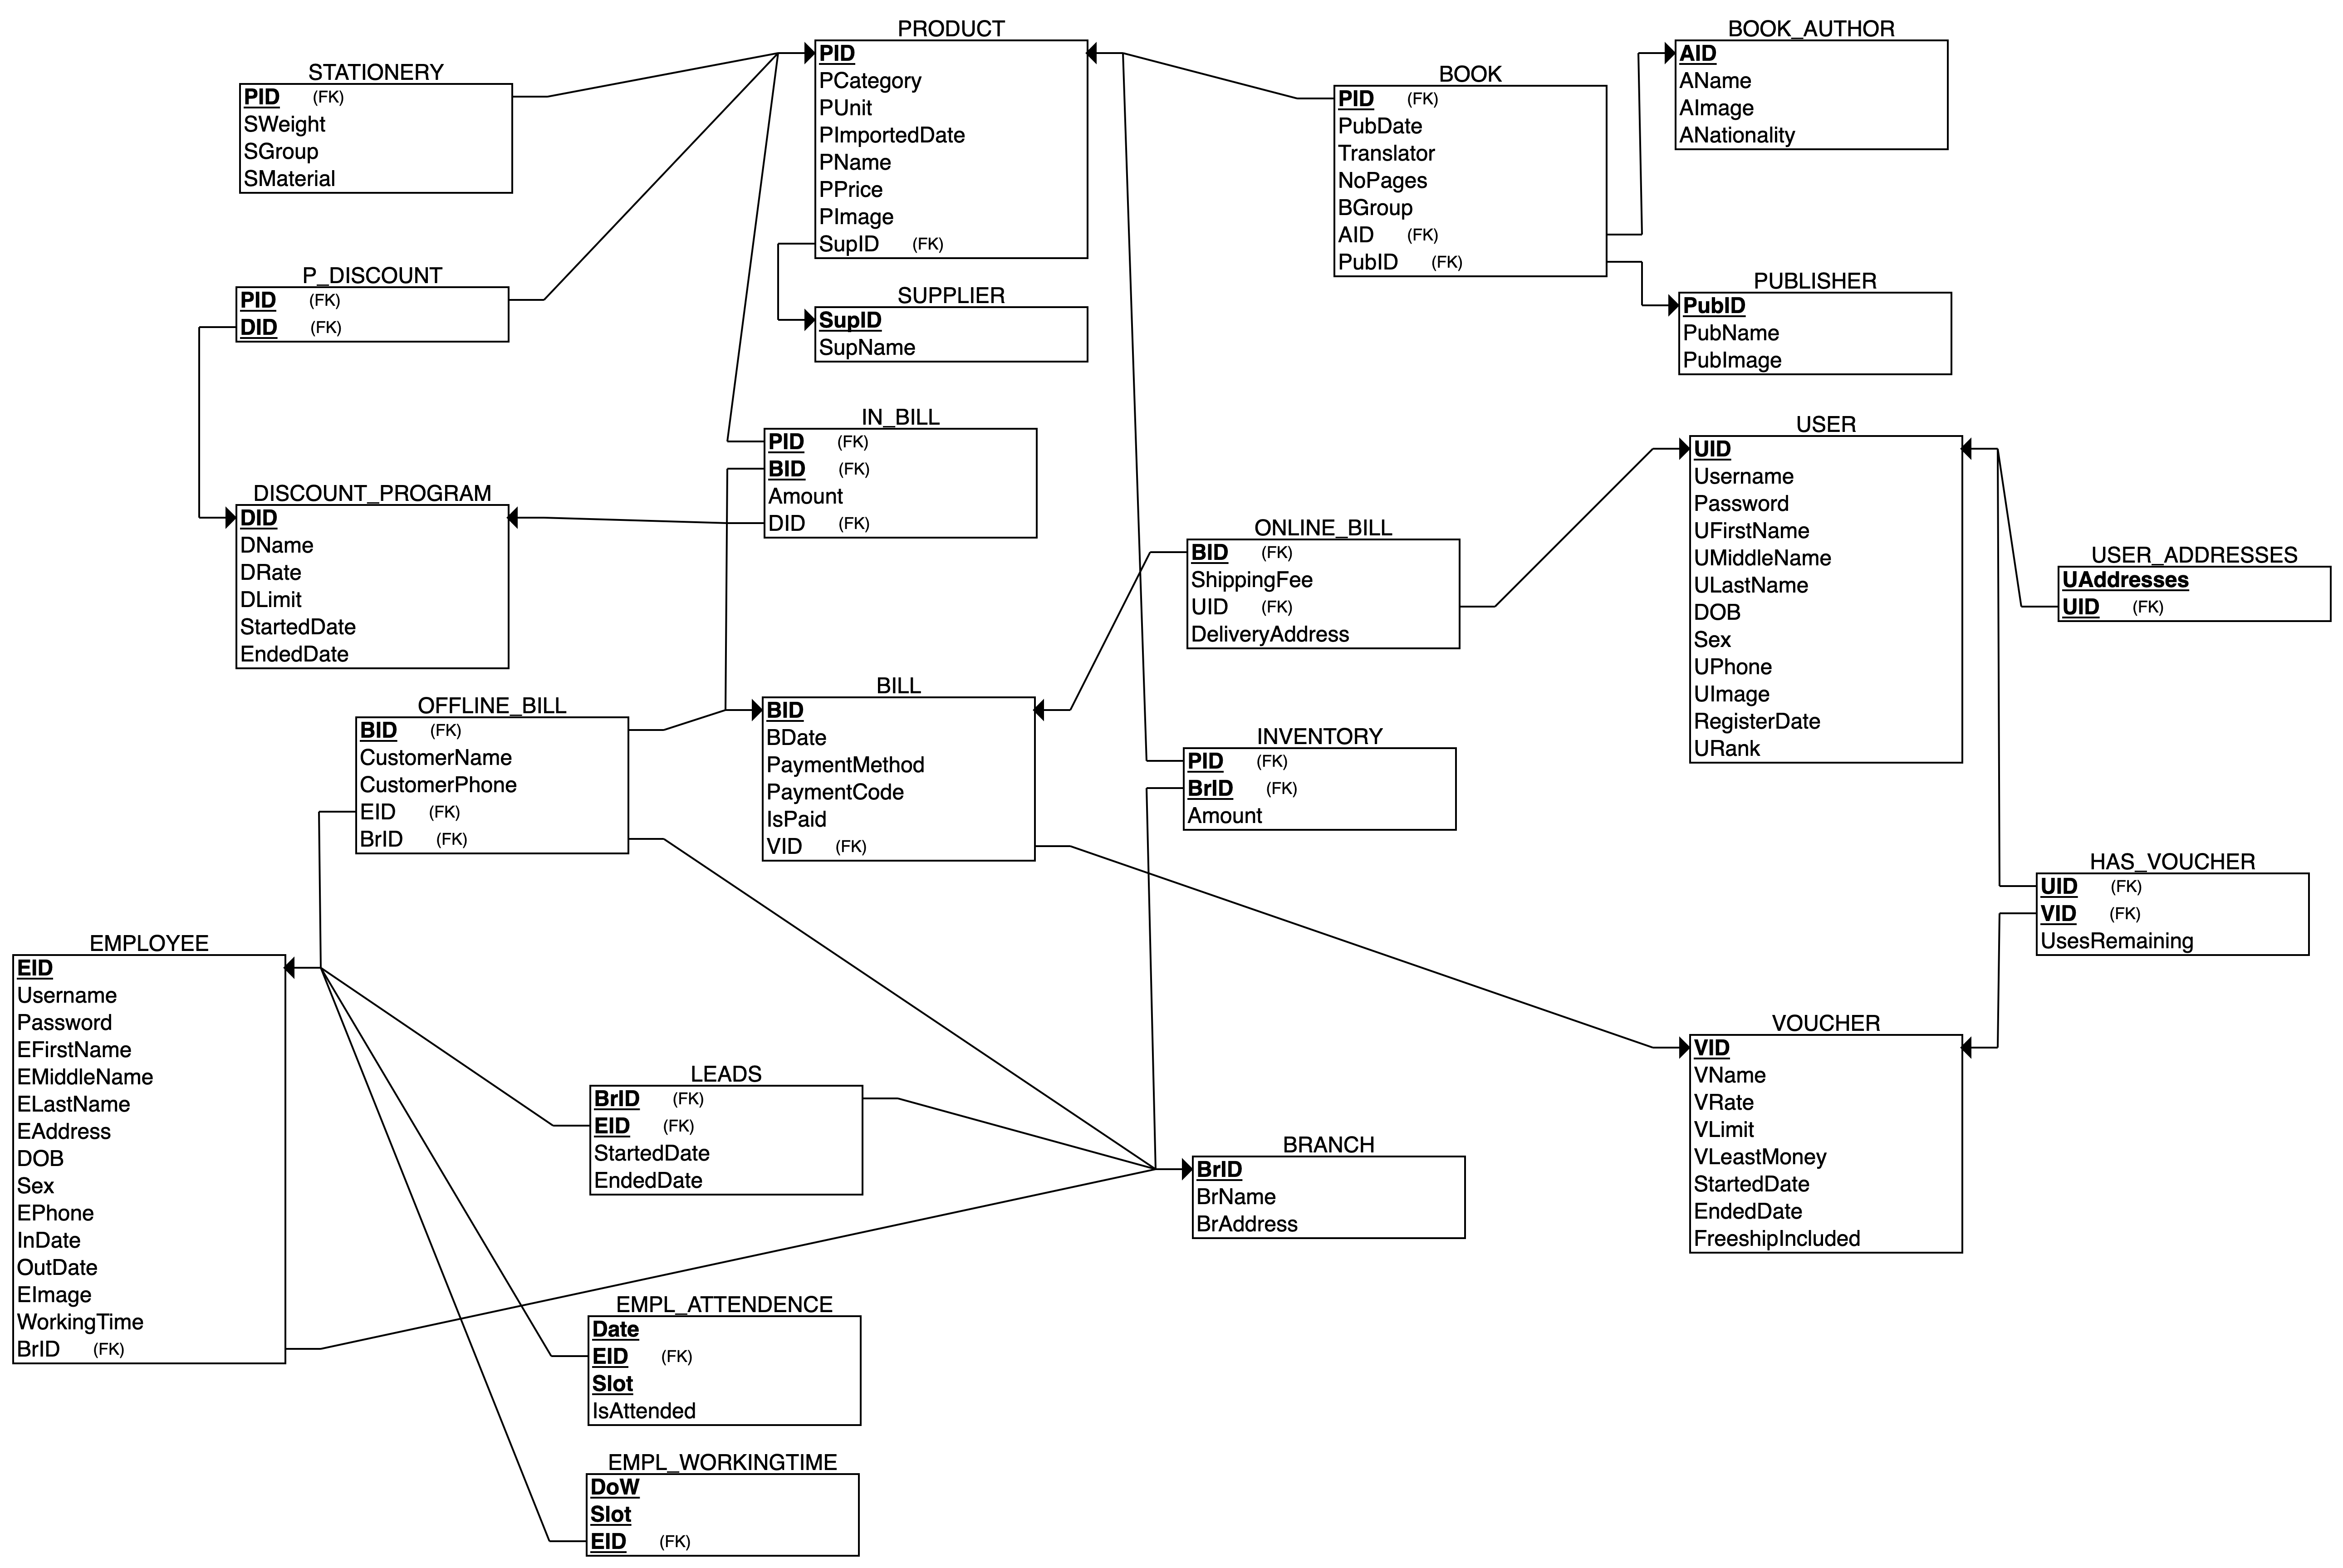 PRODUCT
PID
PCategory
PUnit
PImportedDate
PName
PPrice
PImage
SupID (FK)
BOOK_AUTHOR
AID
AName
AImage
ANationality
STATIONERY
PID (FK)
SWeight
SGroup
SMaterial
BOOK
PID (FK)
PubDate
Translator
NoPages
BGroup
AID (FK)
PubID (FK)
P_DISCOUNT
PID (FK)
DID (FK)
SUPPLIER
SupID
SupName
PUBLISHER
PubID
PubName
PubImage
IN_BILL
PID (FK)
BID (FK)
Amount
DID (FK)
USER
UID
Username
Password
UFirstName
UMiddleName
ULastName
DOB
Sex
UPhone
UImage
RegisterDate
URank
DISCOUNT_PROGRAM
DID
DName
DRate
DLimit
StartedDate
EndedDate
ONLINE_BILL
BID (FK)
ShippingFee
UID (FK)
DeliveryAddress
USER_ADDRESSES
UAddresses
UID (FK)
OFFLINE_BILL
BID (FK)
CustomerName
CustomerPhone
EID (FK)
BrID (FK)
BILL
BID
BDate
PaymentMethod
PaymentCode
IsPaid
VID (FK)
INVENTORY
PID (FK)
BrID (FK)
Amount
HAS_VOUCHER
UID (FK)
VID (FK)
UsesRemaining
EMPLOYEE
EID
Username
Password
EFirstName
EMiddleName
ELastName
EAddress
DOB
Sex
EPhone
InDate
OutDate
EImage
WorkingTime
BrID (FK)
LEADS
BrID (FK)
EID (FK)
StartedDate
EndedDate
BRANCH
BrID
BrName
BrAddress
VOUCHER
VID
VName
VRate
VLimit
VLeastMoney
StartedDate
EndedDate
FreeshipIncluded
EMPL_ATTENDENCE
Date
EID (FK)
Slot
IsAttended
EMPL_WORKINGTIME
DoW
Slot
EID (FK)